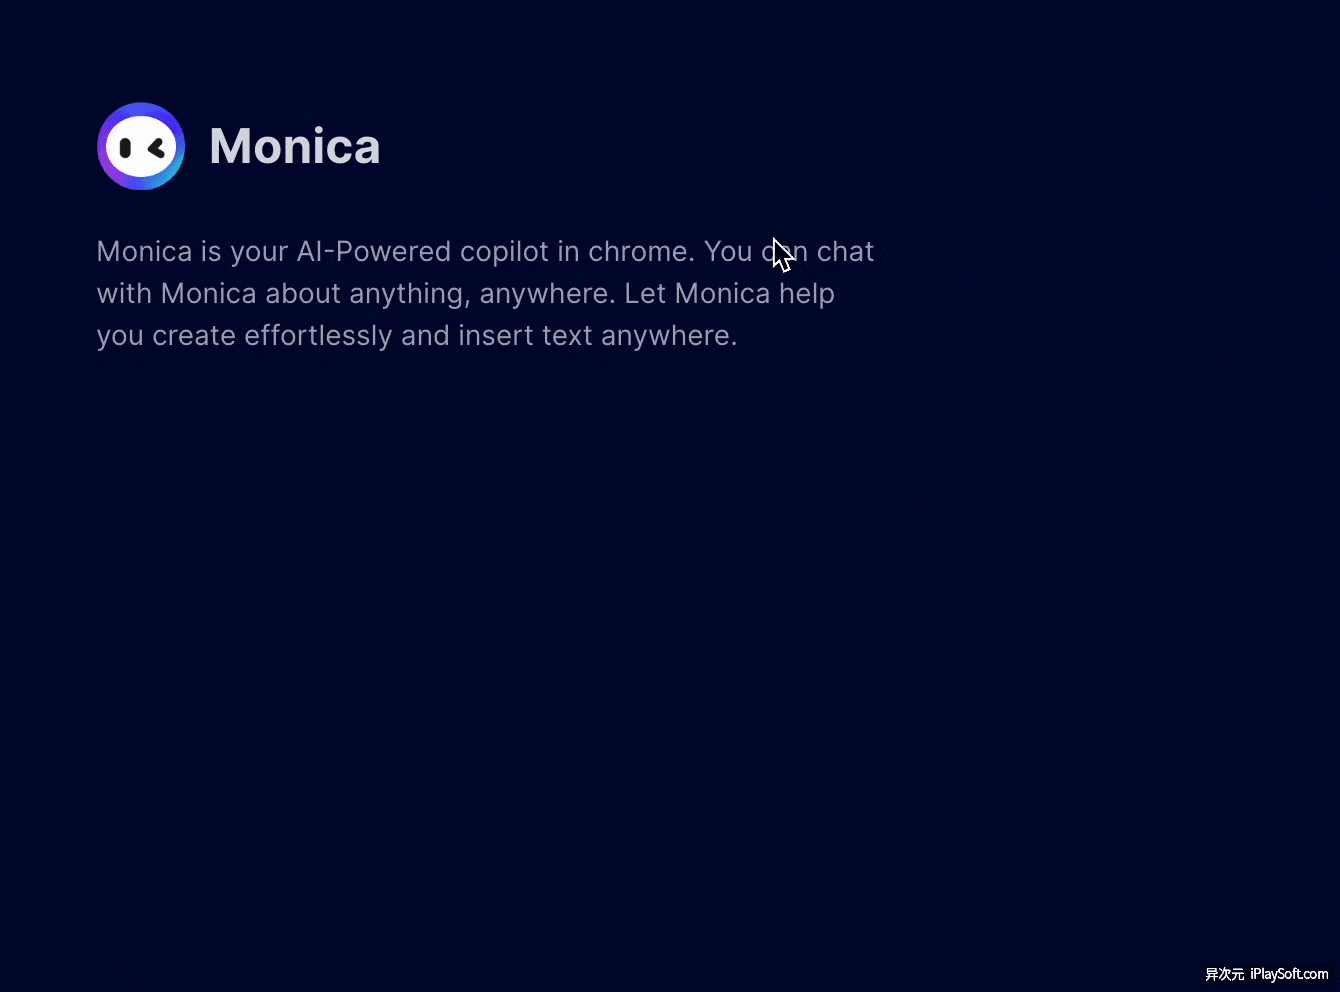 Monica
Monica is your AI-Powered copilot in chrome. You can chat
with Monica about anything, anywhere. Let Monica help
you create effortlessly and insert text anywhere.
异次元 iPlaySoft.com